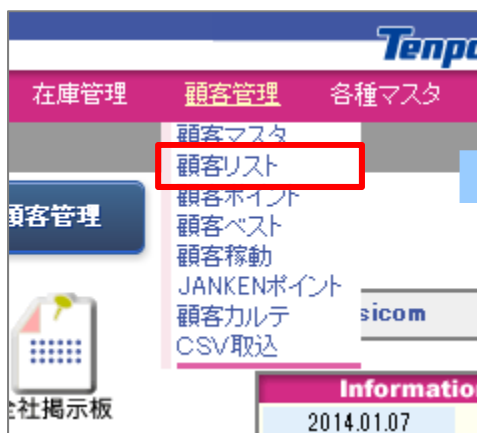 Tenpo
在庫管理 顧客管理 各種マスタ
顧客マスタ
顧客リスト
顧客ポイント
顧客管理
顧客ベスト
顧客稼動
JANKENポイント
顧客カルテ
sicom
CSV取込
Informatio
全社掲示板
2014.01.07